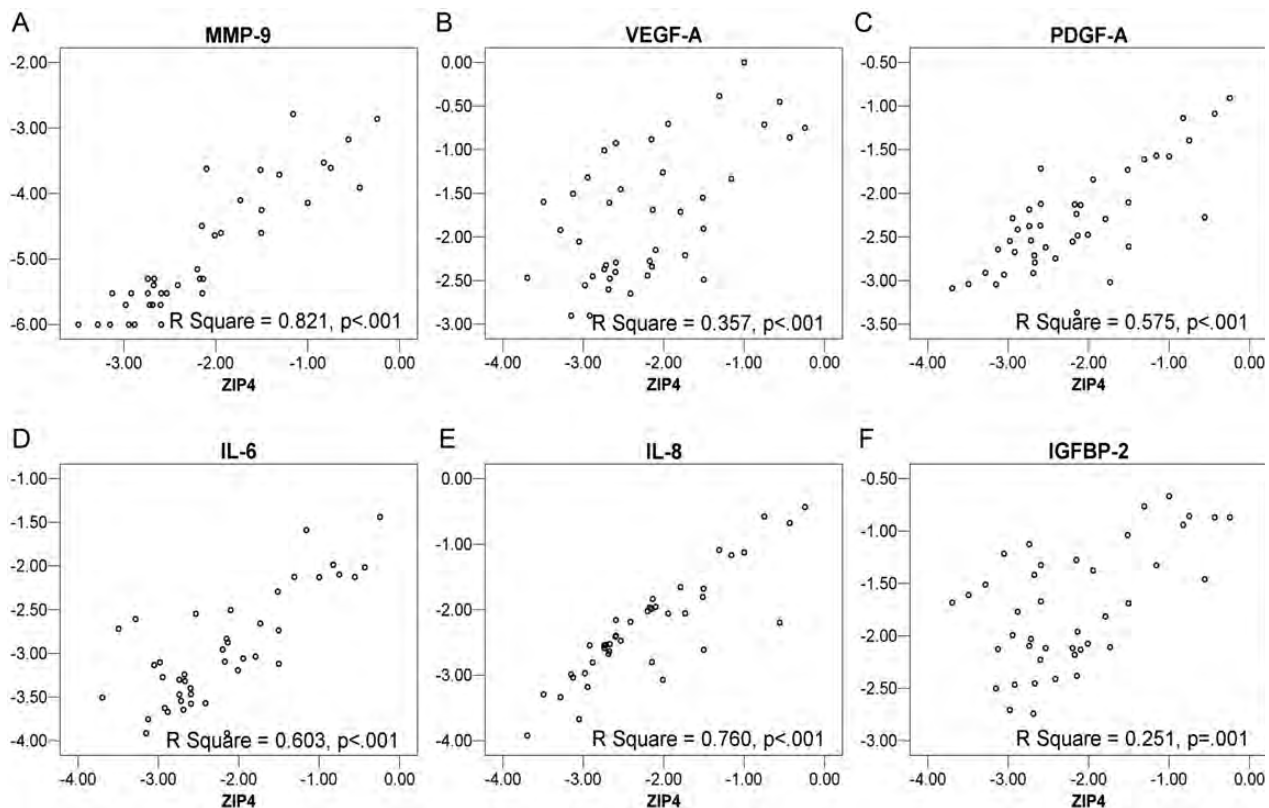 A
MMP-9
-2.00
-3.00
-4.00
-5.00
-6.00
R Square = 0.821, p<.001
-3.00 -2.00 -1.00 0.00
ZIP4
B
VEGF-A
0.00
-0.50
-1.00
-1.50
-2.00
-2.50
-3.00
R Square = 0.357, p<.001
-4.00 -3.00 -2.00 -1.00 0.00
ZIP4
C
PDGF-A
-0.50
-1.00
-1.50
-2.00
-2.50
-3.00
-3.50
R Square = 0.575, p<.001
-4.00 -3.00 -2.00 -1.00 0.00
ZIP4
D
IL-6
-1.00
-1.50
-2.00
-2.50
-3.00
-3.50
-4.00
R Square = 0.603, p<.001
-4.00 -3.00 -2.00 -1.00 0.00
ZIP4
E
IL-8
0.00
-1.00
-2.00
-3.00
-4.00
R Square = 0.760, p<.001
-4.00 -3.00 -2.00 -1.00 0.00
ZIP4
F
IGFBP-2
-0.50
-1.00
-1.50
-2.00
-2.50
-3.00
R Square = 0.251, p=.001
-4.00 -3.00 -2.00 -1.00 0.00
ZIP4